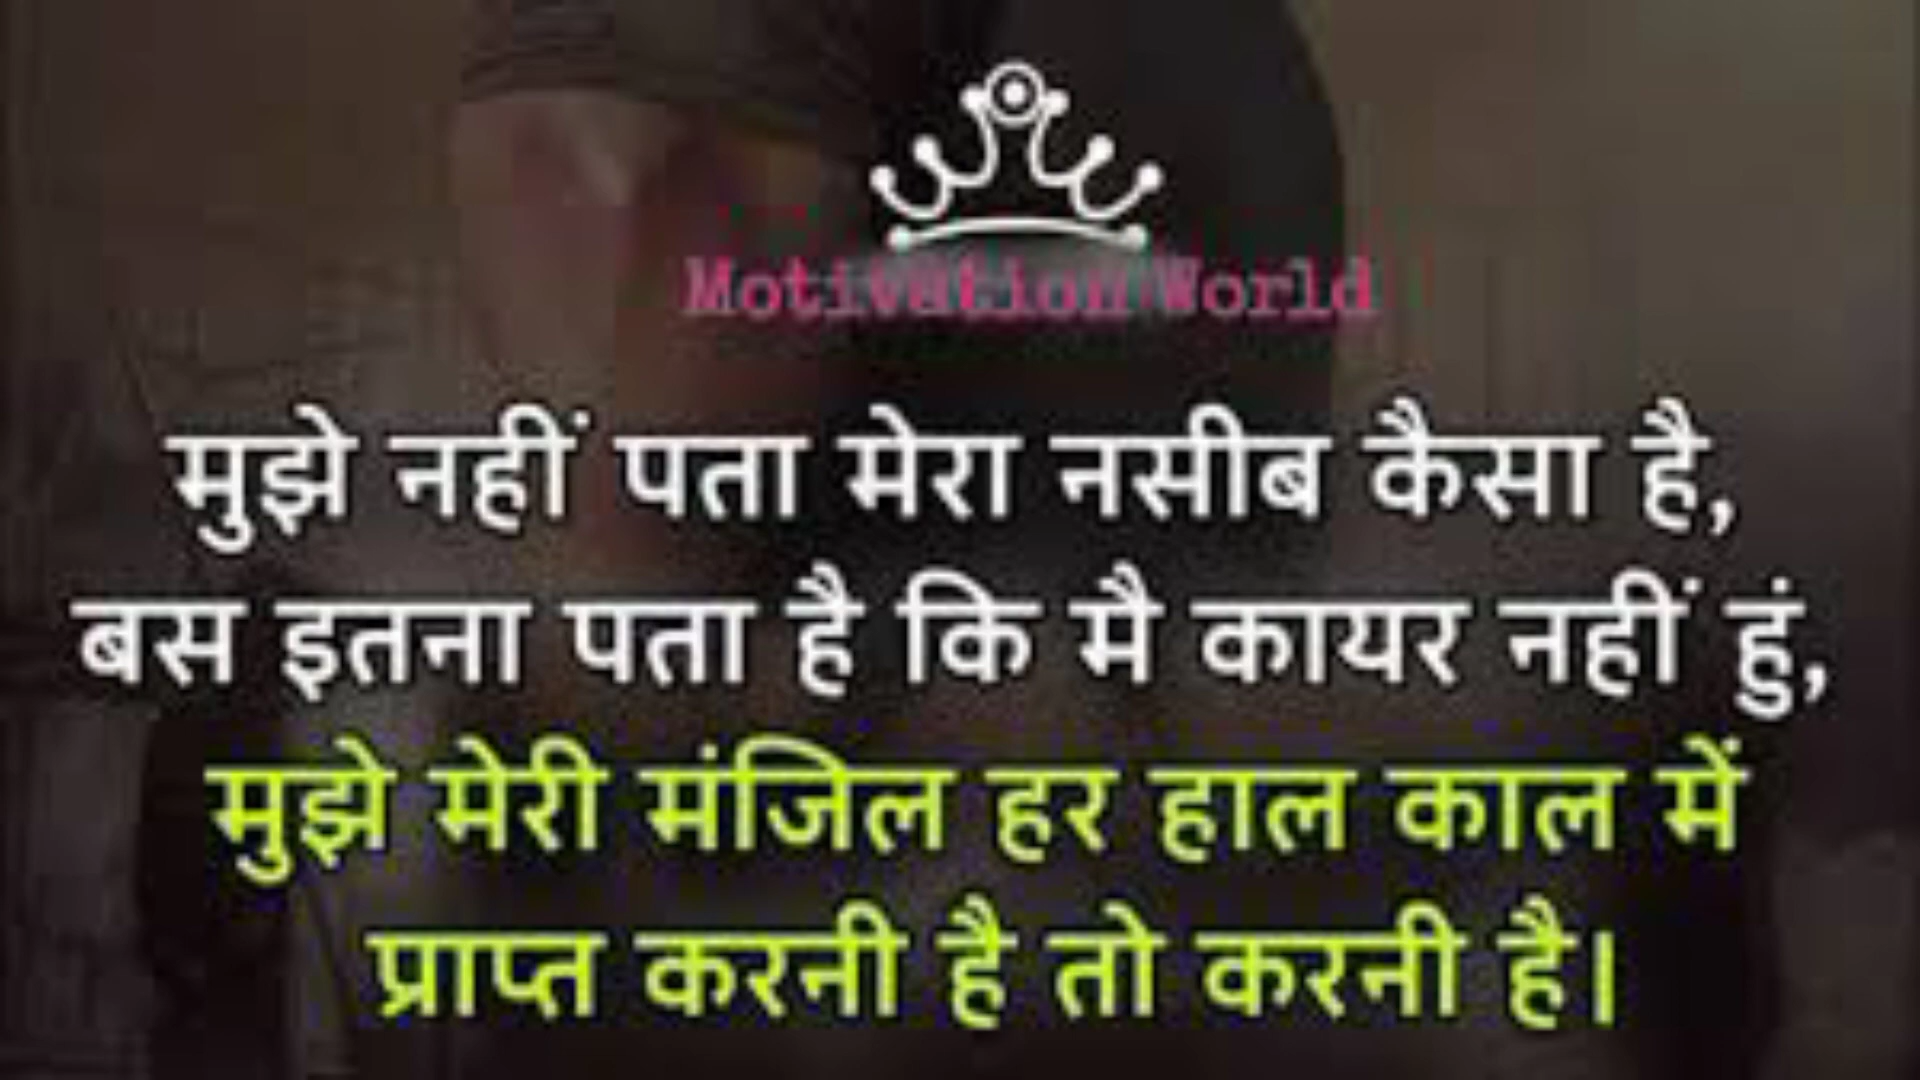 Motivation World
मुझे नहीं पता मेरा नसीब कैसा है,
बस इतना पता है कि मै कायर नहीं हुं,
मुझे मेरी मंजिल हर हाल काल में
प्राप्त करनी है तो करनी है।